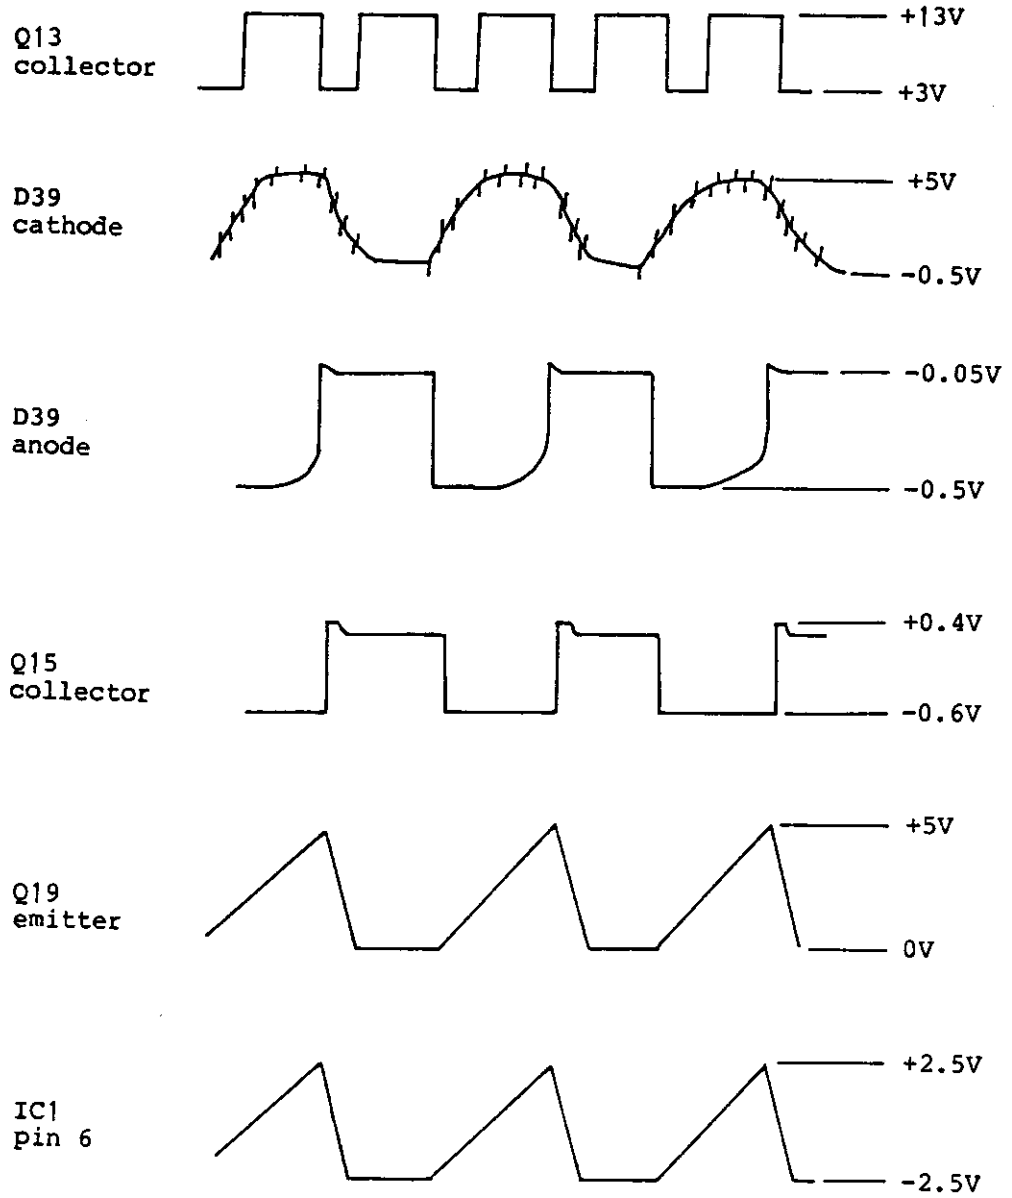 Q13
collector
+13V
+3V
D39
cathode
+5V
-0.5V
D39
anode
-0.05V
-0.5V
Q15
collector
+0.4V
-0.6V
Q19
emitter
+5V
0V
IC1
pin 6
+2.5V
-2.5V